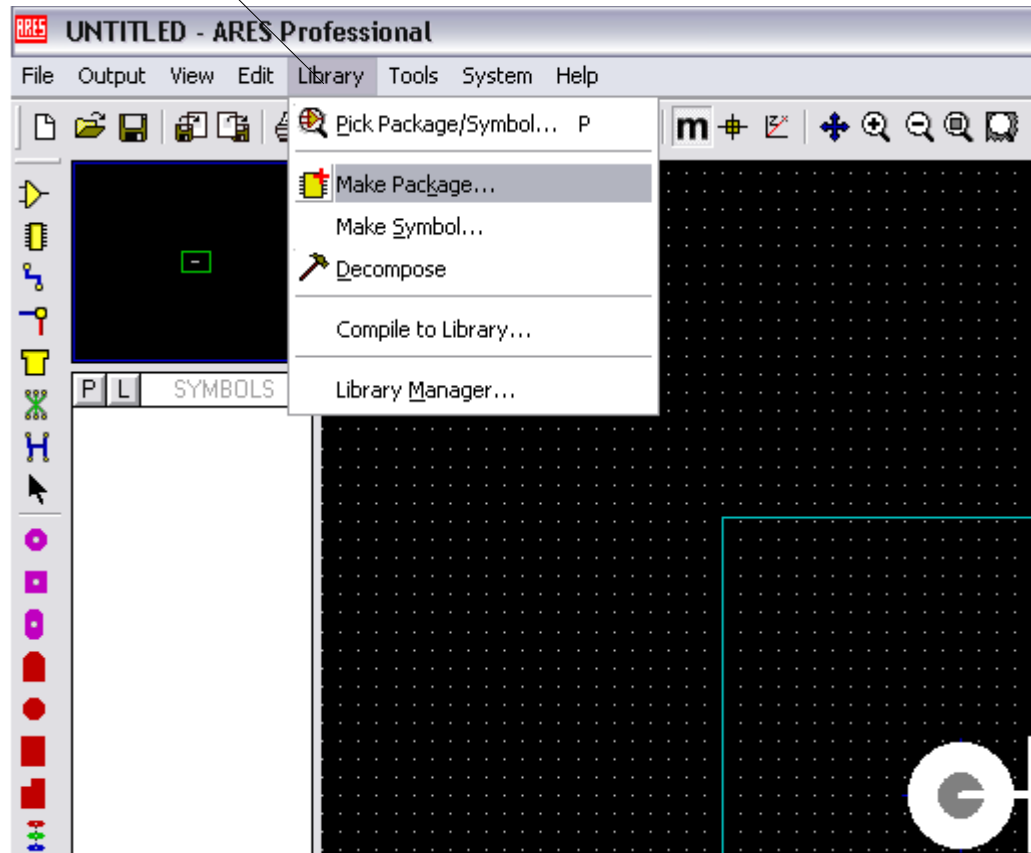 ARES UNTITLED - ARES Professional
File Output View Edit Library Tools System Help
m
Pick Package/Symbol... P
Make Package...
Make Symbol...
Decompose
Compile to Library...
Library Manager...
P L SYMBOLS